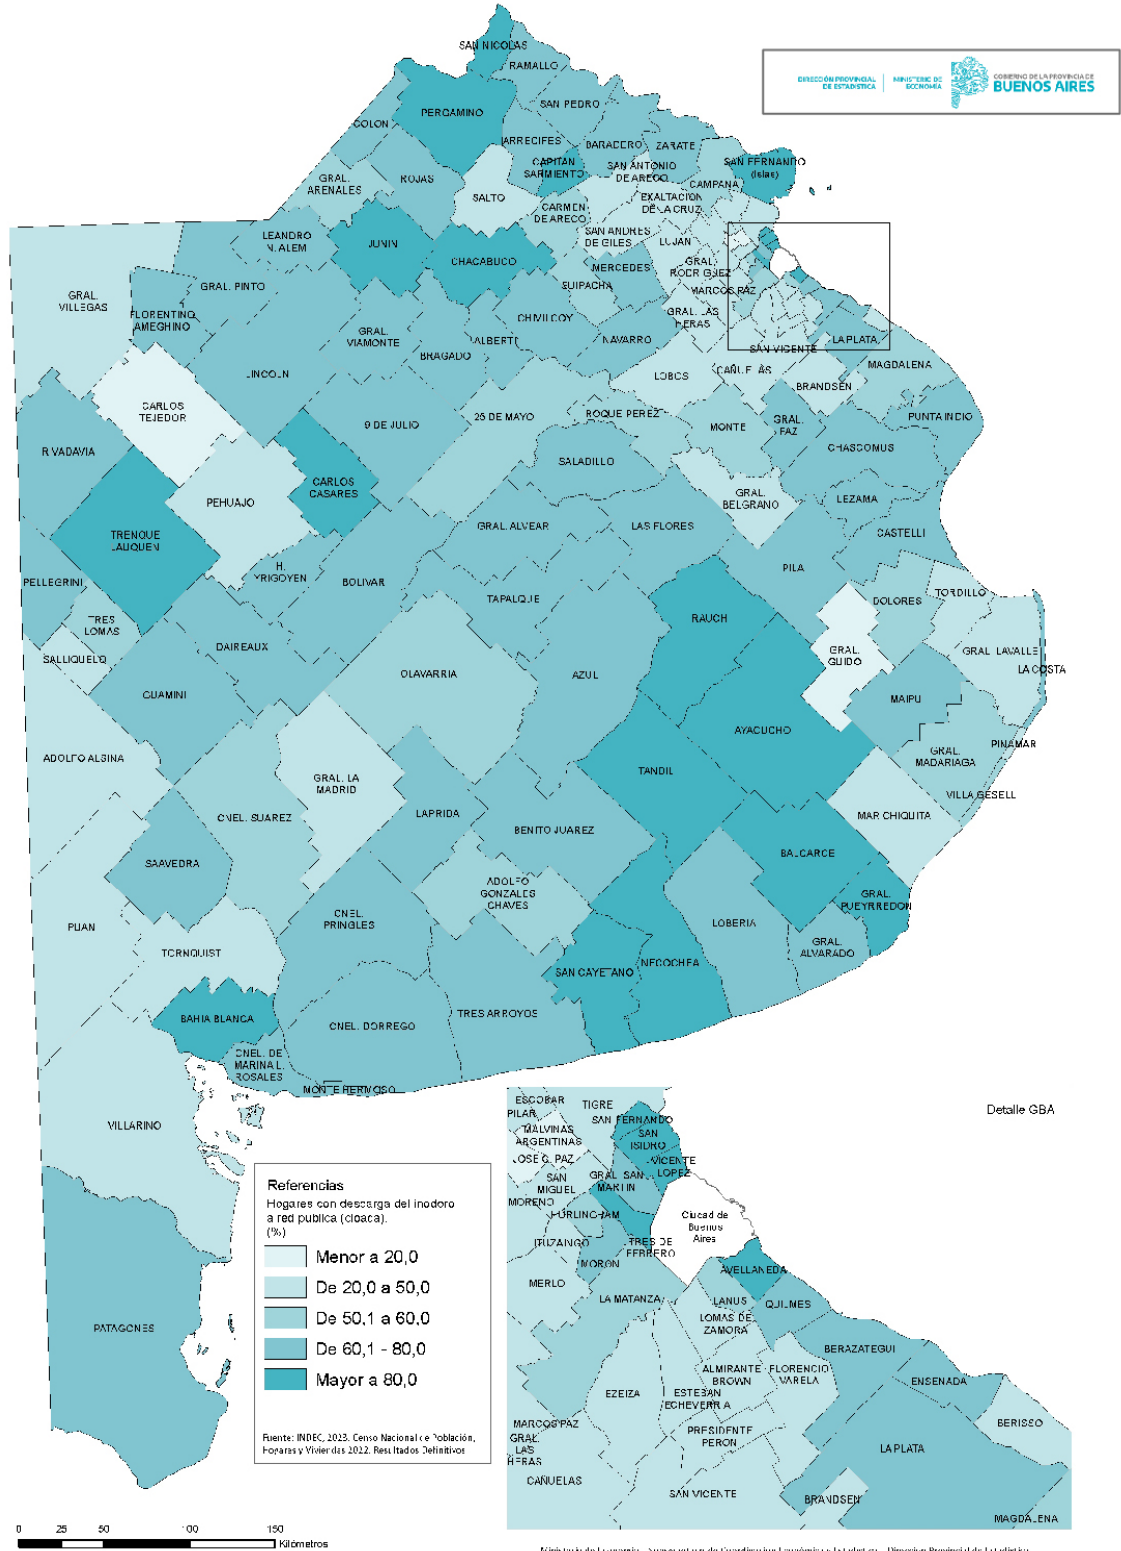 SAN NICOLAS
RAMALLO
DIRECCIÓN PROVINCIAL
DE ESTADISTICA
MINISTERIO DE
ECONOMIA
GOBIERNO DE LA PROVINCIA DE
BUENOS AIRES
PERGAMINO
SAN PEDRO
COLON
ARRECIFES
BARADERO
ZARATE
CAPITAN
SARMIENTO
SAN ANTONIO
DE ARECO
SAN FERNANDO
(Islas)
GRAL.
ARENALES
ROJAS
SALTO
CAMPANA
EXALTACION
DE LA CRUZ
CARMEN
DE ARECO
LEANDRO
N. ALEM
JUNIN
SAN ANDRES
DE GILES
LUJAN
CHACABUCO
MERCEDES
GRAL.
RODRIGUEZ
GRAL.
VILLEGAS
GRAL. PINTO
SUIPACHA
MARCOS PAZ
FLORENTINO
AMEGHINO
GRAL.
VIAMONTE
CHIVILCOY
GRAL. LAS
HERAS
ALBERTI
NAVARRO
LA PLATA
BRAGADO
SAN VICENTE
LINCOLN
LOBOS
CAÑUELAS
MAGDALENA
BRANDSEN
CARLOS
TEJEDOR
9 DE JULIO
25 DE MAYO
ROQUE PEREZ
MONTE
GRAL.
PAZ
PUNTA INDIO
RIVADAVIA
SALADILLO
CHASCOMUS
CARLOS
CASARES
PEHUAJO
GRAL.
BELGRANO
LEZAMA
TRENQUE
LAUQUEN
GRAL. ALVEAR
LAS FLORES
CASTELLI
H.
YRIGOYEN
PELLEGRINI
BOLIVAR
PILA
TAPALQUE
TORDILLO
DOLORES
TRES
LOMAS
RAUCH
SALLIQUELO
DAIREAUX
GRAL.
GUIDO
GRAL. LAVALLE
LA COSTA
OLAVARRIA
AZUL
GUAMINI
MAIPU
AYACUCHO
ADOLFO ALSINA
PINAMAR
GRAL.
MADARIAGA
GRAL. LA
MADRID
TANDIL
VILLA GESELL
CNEL. SUAREZ
LAPRIDA
MAR CHIQUITA
BENITO JUAREZ
SAAVEDRA
BALCARCE
ADOLFO
GONZALES
CHAVES
GRAL.
PUEYRREDON
PUAN
CNEL.
PRINGLES
LOBERIA
GRAL.
ALVARADO
TORNQUIST
SAN CAYETANO
NECOCHEA
BAHIA BLANCA
CNEL. DORREGO
TRES ARROYOS
CNEL. DE
MARINA L.
ROSALES
MONTE HERMOSO
VILLARINO
PATAGONES
Detalle GBA
ESCOBAR
TIGRE
PILAR
SAN FERNANDO
MALVINAS
ARGENTINAS
SAN
ISIDRO
JOSE C. PAZ
VICENTE
LOPEZ
SAN
MIGUEL
GRAL. SAN
MARTIN
MORENO
HURLINGHAM
Ciudad de
Buenos
Aires
ITUZANGO
TRES DE
FEBRERO
MORON
AVELLANEDA
MERLO
LA MATANZA
LANUS
QUILMES
LOMAS DE
ZAMORA
BERAZATEGUI
ALMIRANTE
BROWN
FLORENCIO
VARELA
ENSENADA
EZEIZA
ESTEBAN
ECHEVERRIA
BERISSO
MARCOS PAZ
PRESIDENTE
PERON
GRAL.
LAS
HERAS
LA PLATA
CAÑUELAS
SAN VICENTE
BRANDSEN
MAGDALENA
Referencias
Hogares con descarga del inodoro
a red publica (cloaca).
(%)
Menor a 20,0
De 20,0 a 50,0
De 50,1 a 60,0
De 60,1 - 80,0
Mayor a 80,0
Fuente: INDEC, 2023. Censo Nacional de Población,
Hogares y Viviendas 2022. Resultados Definitivos
0 25 50 100 150
Kilómetros